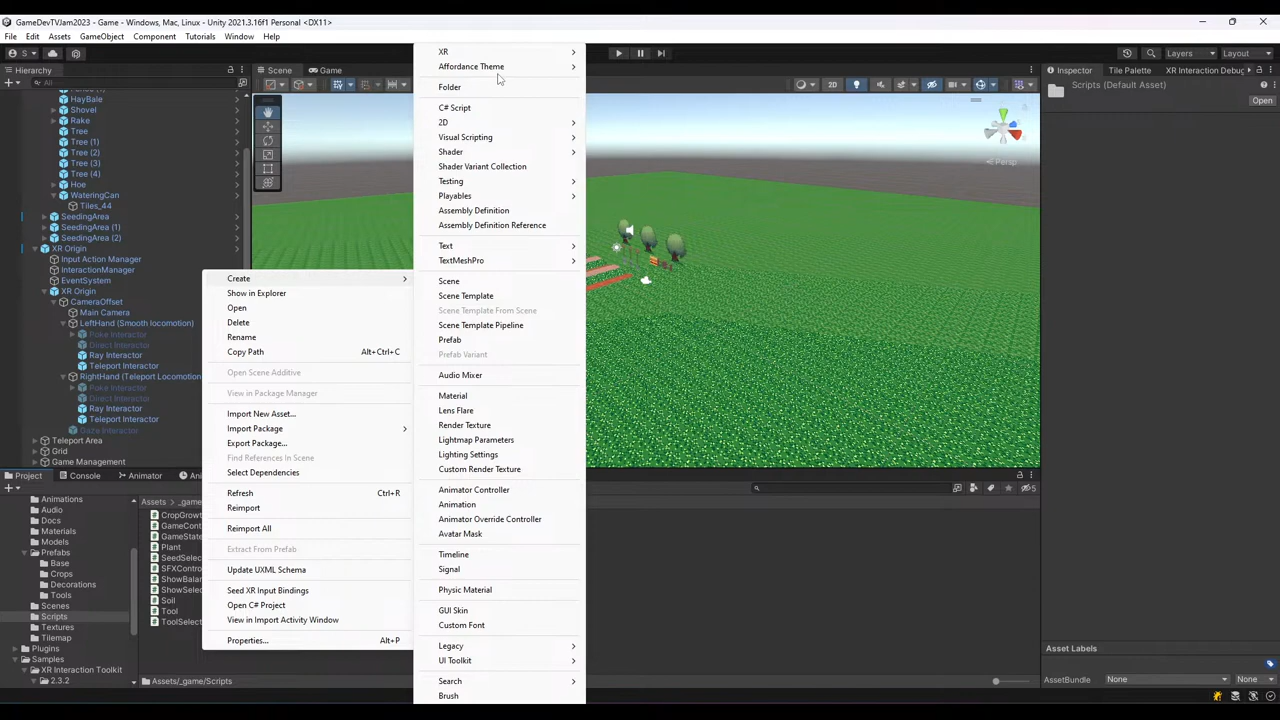 GameDevTVJam2023 - Game - Windows, Mac, Linux - Unity 2021.3.16f1 Personal <DX11>
File Edit Assets GameObject Component Tutorials Window Help
S
Layers Layout
Hierarchy
All
HayBale
Shovel
Rake
Tree
Tree (1)
Tree (2)
Tree (3)
Tree (4)
Hoe
WateringCan
Tiles_44
SeedingArea
SeedingArea (1)
SeedingArea (2)
XR Origin
Input Action Manager
InteractionManager
EventSystem
XR Origin
CameraOffset
Main Camera
LeftHand (Smooth locomotion)
Poke Interactor
Direct Interactor
Ray Interactor
Teleport Interactor
RightHand (Teleport Locomotion
Poke Interactor
Direct Interactor
Ray Interactor
Teleport Interactor
Gaze Interactor
Teleport Area
Grid
Game Management
Scene Game
2D
Persp
Create
Show in Explorer
Open
Delete
Rename
Copy Path Alt+Ctrl+C
Open Scene Additive
View in Package Manager
Import New Asset...
Import Package
Export Package...
Find References In Scene
Select Dependencies
Refresh Ctrl+R
Reimport
Reimport All
Extract From Prefab
Update UXML Schema
Seed XR Input Bindings
Open C# Project
View in Import Activity Window
Properties... Alt+P
XR
Affordance Theme
Folder
C# Script
2D
Visual Scripting
Shader
Shader Variant Collection
Testing
Playables
Assembly Definition
Assembly Definition Reference
Text
TextMeshPro
Scene
Scene Template
Scene Template From Scene
Scene Template Pipeline
Prefab
Prefab Variant
Audio Mixer
Material
Lens Flare
Render Texture
Lightmap Parameters
Lighting Settings
Custom Render Texture
Animator Controller
Animation
Animator Override Controller
Avatar Mask
Timeline
Signal
Physic Material
GUI Skin
Custom Font
Legacy
UI Toolkit
Search
Brush
Inspector Tile Palette XR Interaction Debug
Scripts (Default Asset)
Open
Asset Labels
AssetBundle None None
Project Console Animator Ani
5
Animations
Audio
Docs
Materials
Models
Prefabs
Base
Crops
Decorations
Tools
Scenes
Scripts
Textures
Tilemap
Plugins
Samples
XR Interaction Toolkit
2.3.2
Assets > _game
CropGrowt
GameCont
GameState
Plant
SeedSelec
SFXContro
ShowBalan
ShowSelec
Soil
Tool
ToolSelect
Assets/_game/Scripts